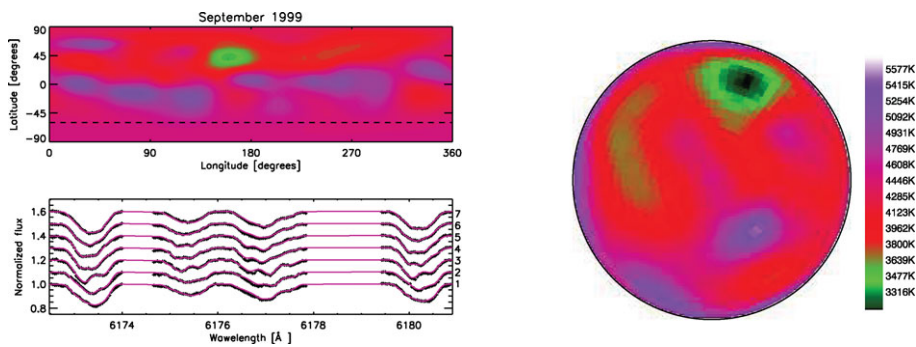 September 1999
90
45
0
-45
-90
Latitude [degrees]
0 90 180 270 360
Longitude [degrees]
1.6
1.4
1.2
1.0
0.8
Normalized flux
7
6
5
4
3
2
1
6174 6176 6178 6180
Wavelength [Å]
5577K
5415K
5254K
5092K
4931K
4769K
4608K
4446K
4285K
4123K
3962K
3800K
3639K
3477K
3316K